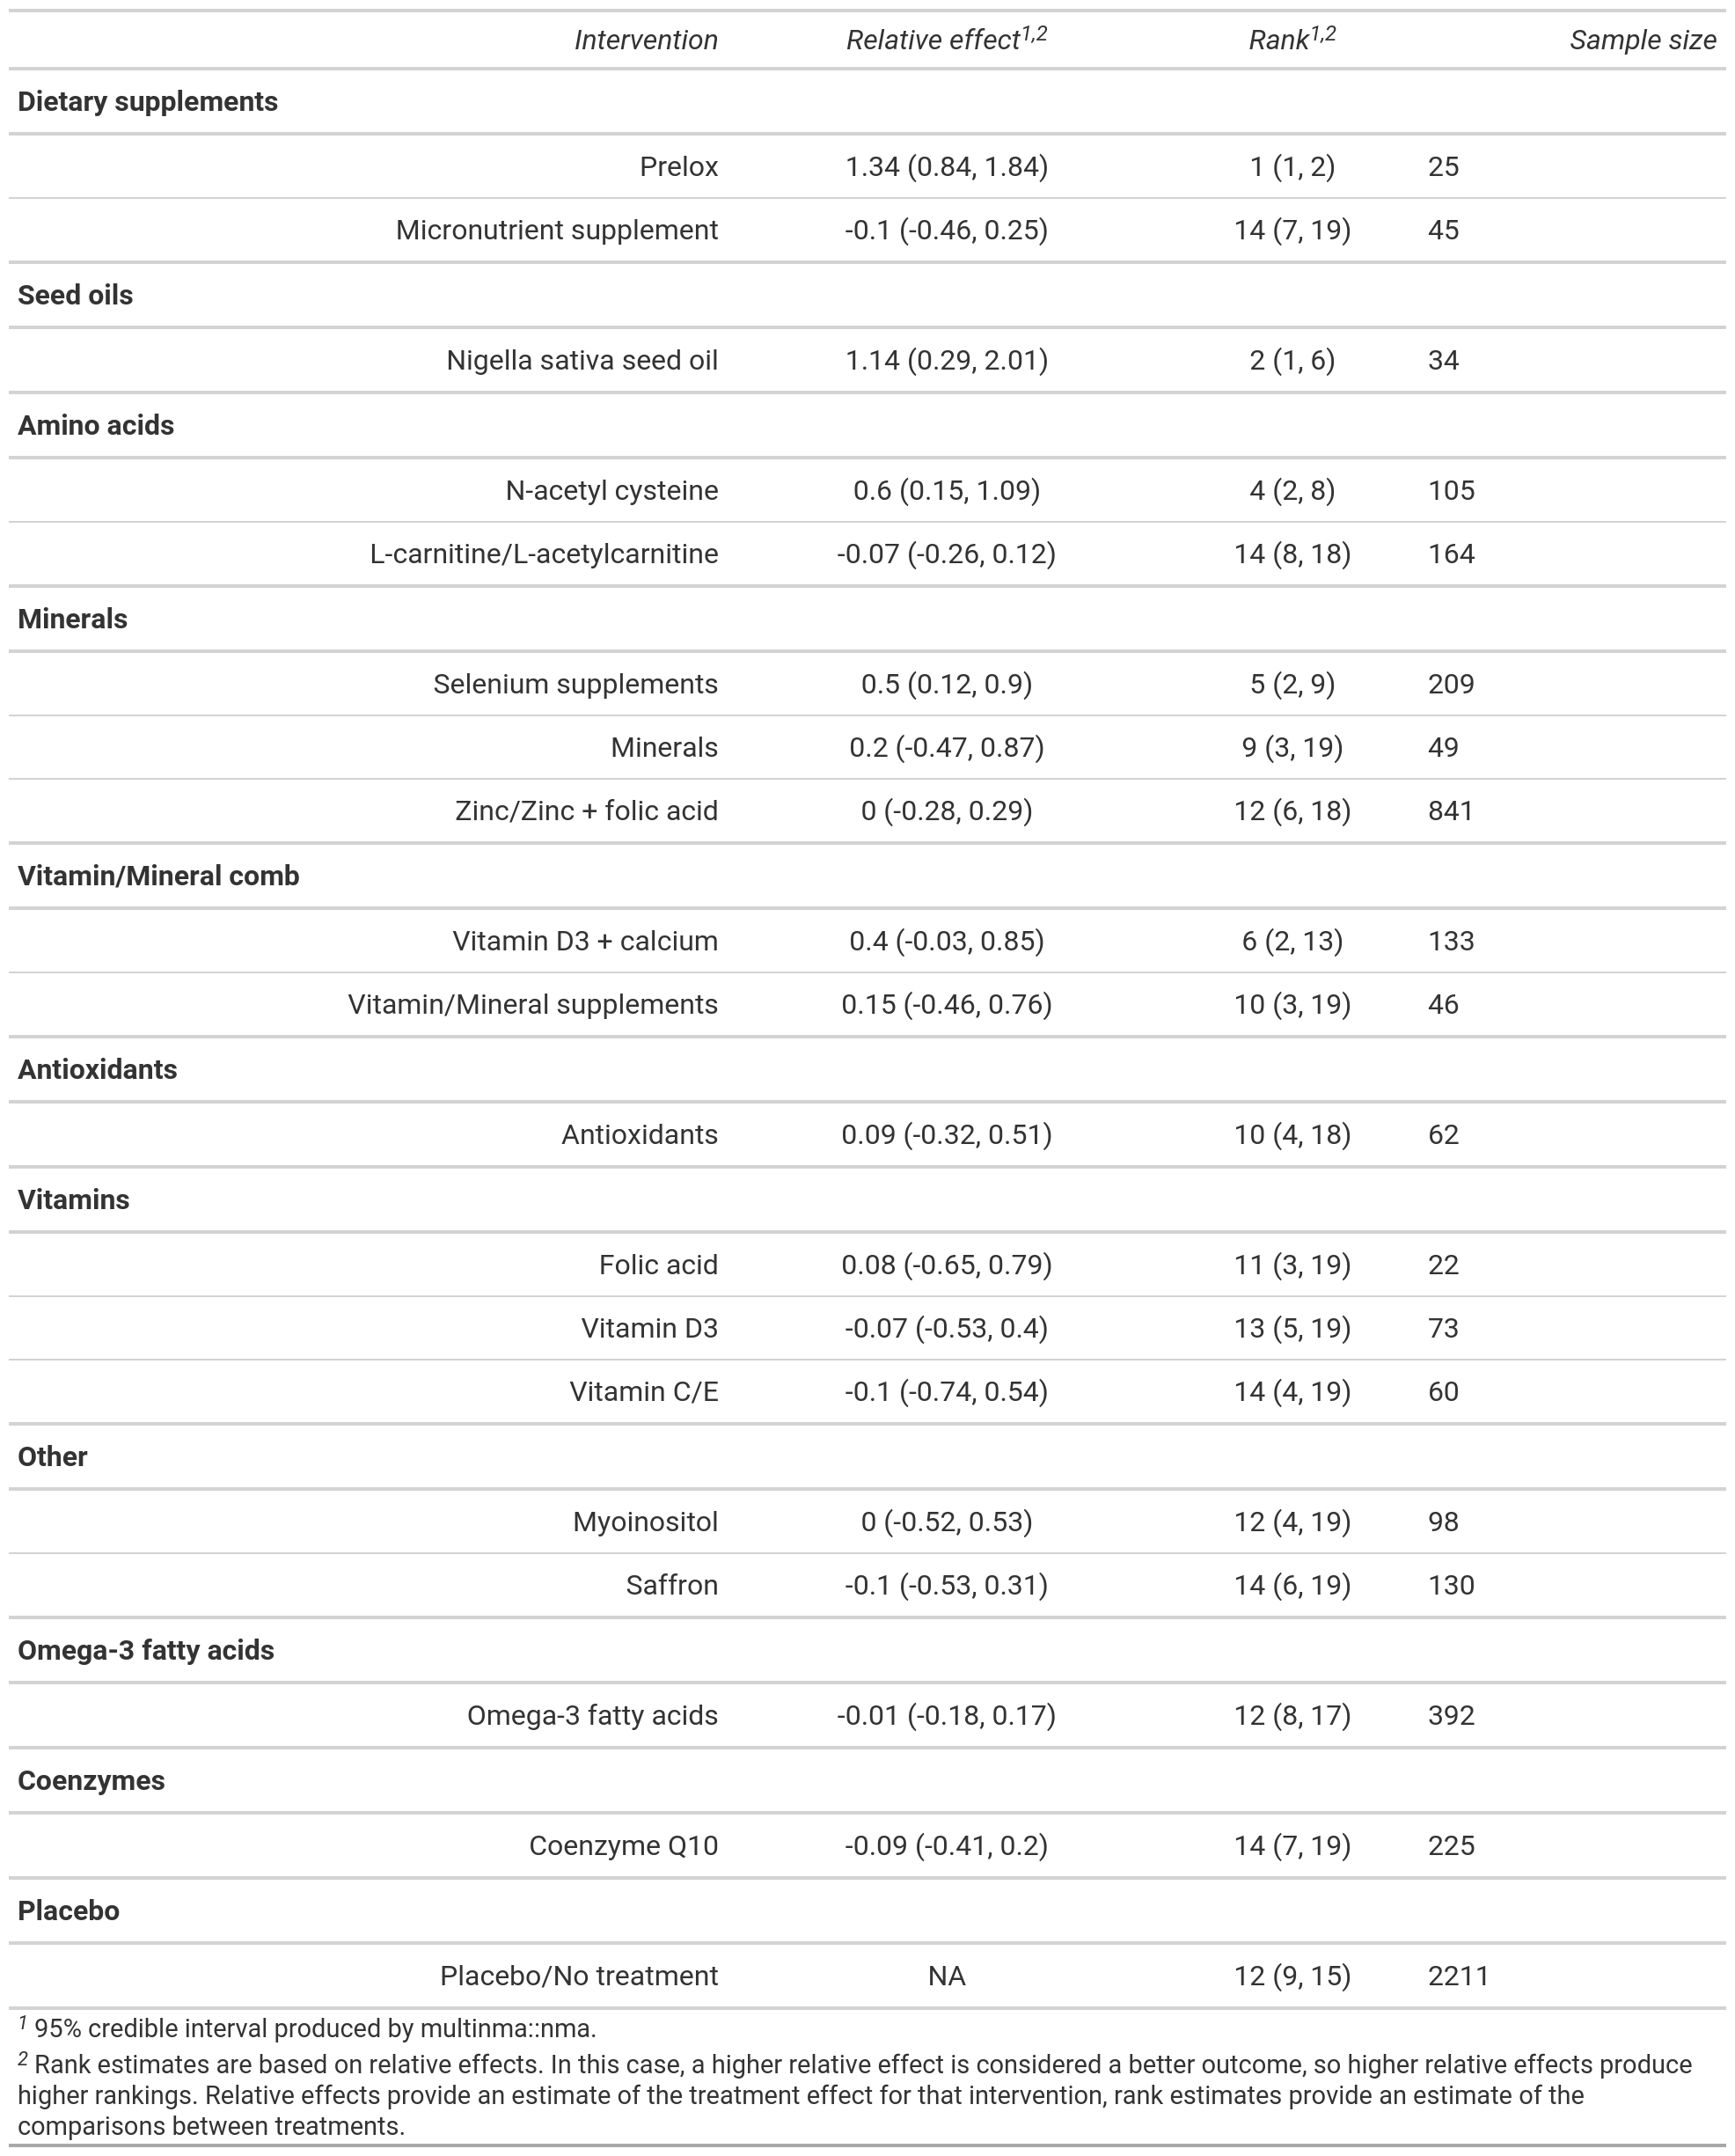 Intervention Relative effect1,2 Rank1,2 Sample size
Dietary supplements
Prelox 1.34 (0.84, 1.84) 1 (1, 2) 25
Micronutrient supplement -0.1 (-0.46, 0.25) 14 (7, 19) 45
Seed oils
Nigella sativa seed oil 1.14 (0.29, 2.01) 2 (1, 6) 34
Amino acids
N-acetyl cysteine 0.6 (0.15, 1.09) 4 (2, 8) 105
L-carnitine/L-acetylcarnitine -0.07 (-0.26, 0.12) 14 (8, 18) 164
Minerals
Selenium supplements 0.5 (0.12, 0.9) 5 (2, 9) 209
Minerals 0.2 (-0.47, 0.87) 9 (3, 19) 49
Zinc/Zinc + folic acid 0 (-0.28, 0.29) 12 (6, 18) 841
Vitamin/Mineral comb
Vitamin D3 + calcium 0.4 (-0.03, 0.85) 6 (2, 13) 133
Vitamin/Mineral supplements 0.15 (-0.46, 0.76) 10 (3, 19) 46
Antioxidants
Antioxidants 0.09 (-0.32, 0.51) 10 (4, 18) 62
Vitamins
Folic acid 0.08 (-0.65, 0.79) 11 (3, 19) 22
Vitamin D3 -0.07 (-0.53, 0.4) 13 (5, 19) 73
Vitamin C/E -0.1 (-0.74, 0.54) 14 (4, 19) 60
Other
Myoinositol 0 (-0.52, 0.53) 12 (4, 19) 98
Saffron -0.1 (-0.53, 0.31) 14 (6, 19) 130
Omega-3 fatty acids
Omega-3 fatty acids -0.01 (-0.18, 0.17) 12 (8, 17) 392
Coenzymes
Coenzyme Q10 -0.09 (-0.41, 0.2) 14 (7, 19) 225
Placebo
Placebo/No treatment NA 12 (9, 15) 2211
1 95% credible interval produced by multinma::nma.
2 Rank estimates are based on relative effects. In this case, a higher relative effect is considered a better outcome, so higher relative effects produce
higher rankings. Relative effects provide an estimate of the treatment effect for that intervention, rank estimates provide an estimate of the
comparisons between treatments.